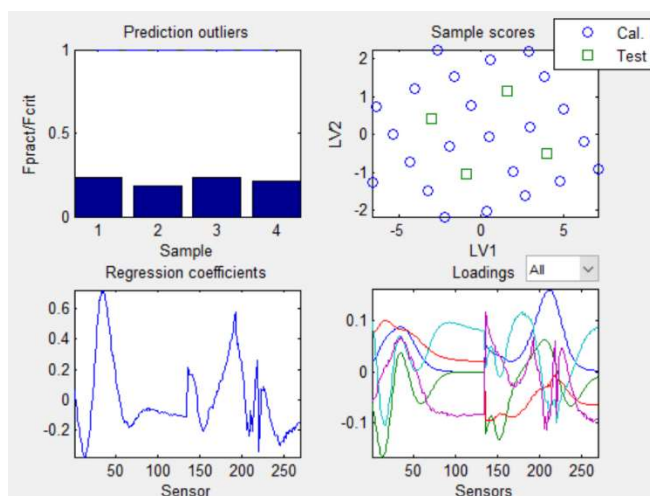 Prediction outliers
Fpract/Fcrit
1
0.5
0
1 2 3 4
Sample
Sample scores
Cal.
Test
LV2
2
1
0
-1
-2
-5 0 5
LV1
Regression coefficients
0.6
0.4
0.2
0
-0.2
50 100 150 200 250
Sensor
Loadings
All
0.1
0
-0.1
50 100 150 200 250
Sensors